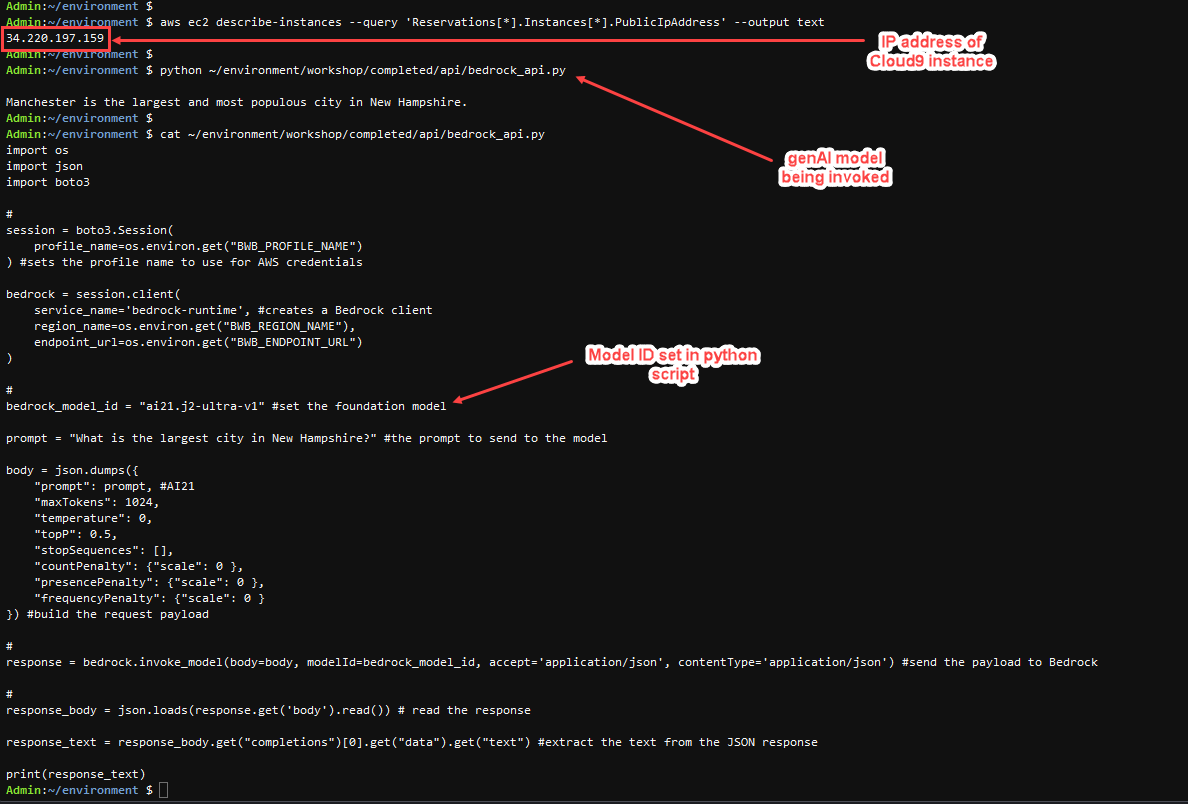 Admin:~/environment $
Admin:~/environment $ aws ec2 describe-instances --query 'Reservations[*].Instances[*].PublicIpAddress' --output text
34.220.197.159
IP address of
Cloud9 instance
Admin:~/environment $
Admin:~/environment $ python ~/environment/workshop/completed/api/bedrock_api.py

Manchester is the largest and most populous city in New Hampshire.
Admin:~/environment $
Admin:~/environment $ cat ~/environment/workshop/completed/api/bedrock_api.py
genAI model
being invoked
import os
import json
import boto3

#
session = boto3.Session(
    profile_name=os.environ.get("BWB_PROFILE_NAME")
) #sets the profile name to use for AWS credentials

bedrock = session.client(
    service_name='bedrock-runtime', #creates a Bedrock client
    region_name=os.environ.get("BWB_REGION_NAME"),
    endpoint_url=os.environ.get("BWB_ENDPOINT_URL")
)
Model ID set in python
script

#
bedrock_model_id = "ai21.j2-ultra-v1" #set the foundation model

prompt = "What is the largest city in New Hampshire?" #the prompt to send to the model

body = json.dumps({
    "prompt": prompt, #AI21
    "maxTokens": 1024,
    "temperature": 0,
    "topP": 0.5,
    "stopSequences": [],
    "countPenalty": {"scale": 0 },
    "presencePenalty": {"scale": 0 },
    "frequencyPenalty": {"scale": 0 }
}) #build the request payload

#
response = bedrock.invoke_model(body=body, modelId=bedrock_model_id, accept='application/json', contentType='application/json') #send the payload to Bedrock

#
response_body = json.loads(response.get('body').read()) # read the response

response_text = response_body.get("completions")[0].get("data").get("text") #extract the text from the JSON response

print(response_text)
Admin:~/environment $